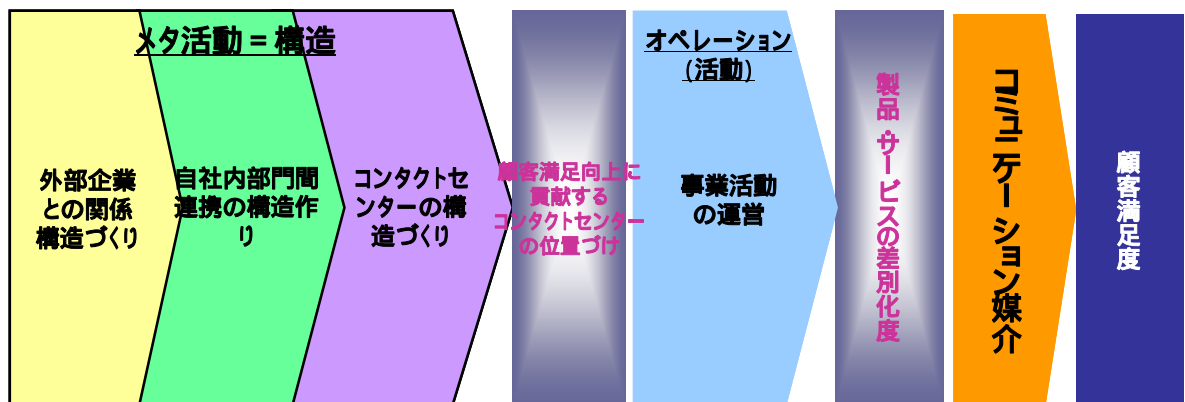 メタ活動＝構造
外部企業
との関係
構造づくり
自社内部門間
連携の構造作
り
コンタクトセ
ンターの構
造づくり
顧客満足向上に
貢献する
コンタクトセンター
の位置づけ
オペレーション
(活動)
事業活動
の運営
製品・サービスの差別化度
コミュニケーション媒介
顧客満足度